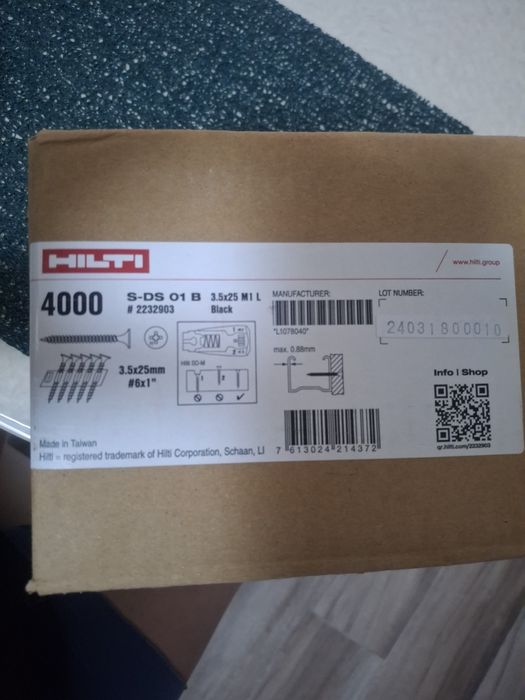 HILTI
www.hilti.group
4000
S-DS 01 B 3.5x25 M1 L
# 2232903 Black
MANUFACTURER:
*L1078040*
LOT NUMBER:
24031800010
3.5x25mm
#6x1"
Hilti SD-M
1 2
max. 0.88mm
Info | Shop
qr.hilti.com/2232903
Made in Taiwan
Hilti = registered trademark of Hilti Corporation, Schaan, LI
7 613024 214372